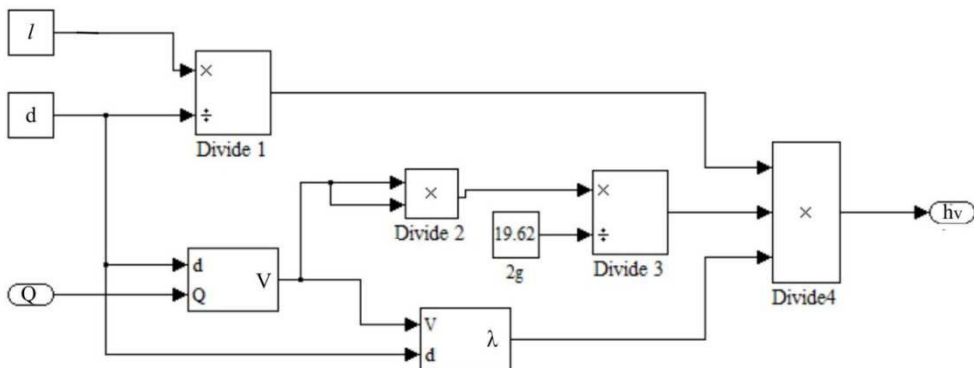 l
×
÷
Divide 1
d
×
Divide 2
19.62
2g
×
÷
Divide 3
×
Divide4
hv
d
Q
V
Q
V
d
λ